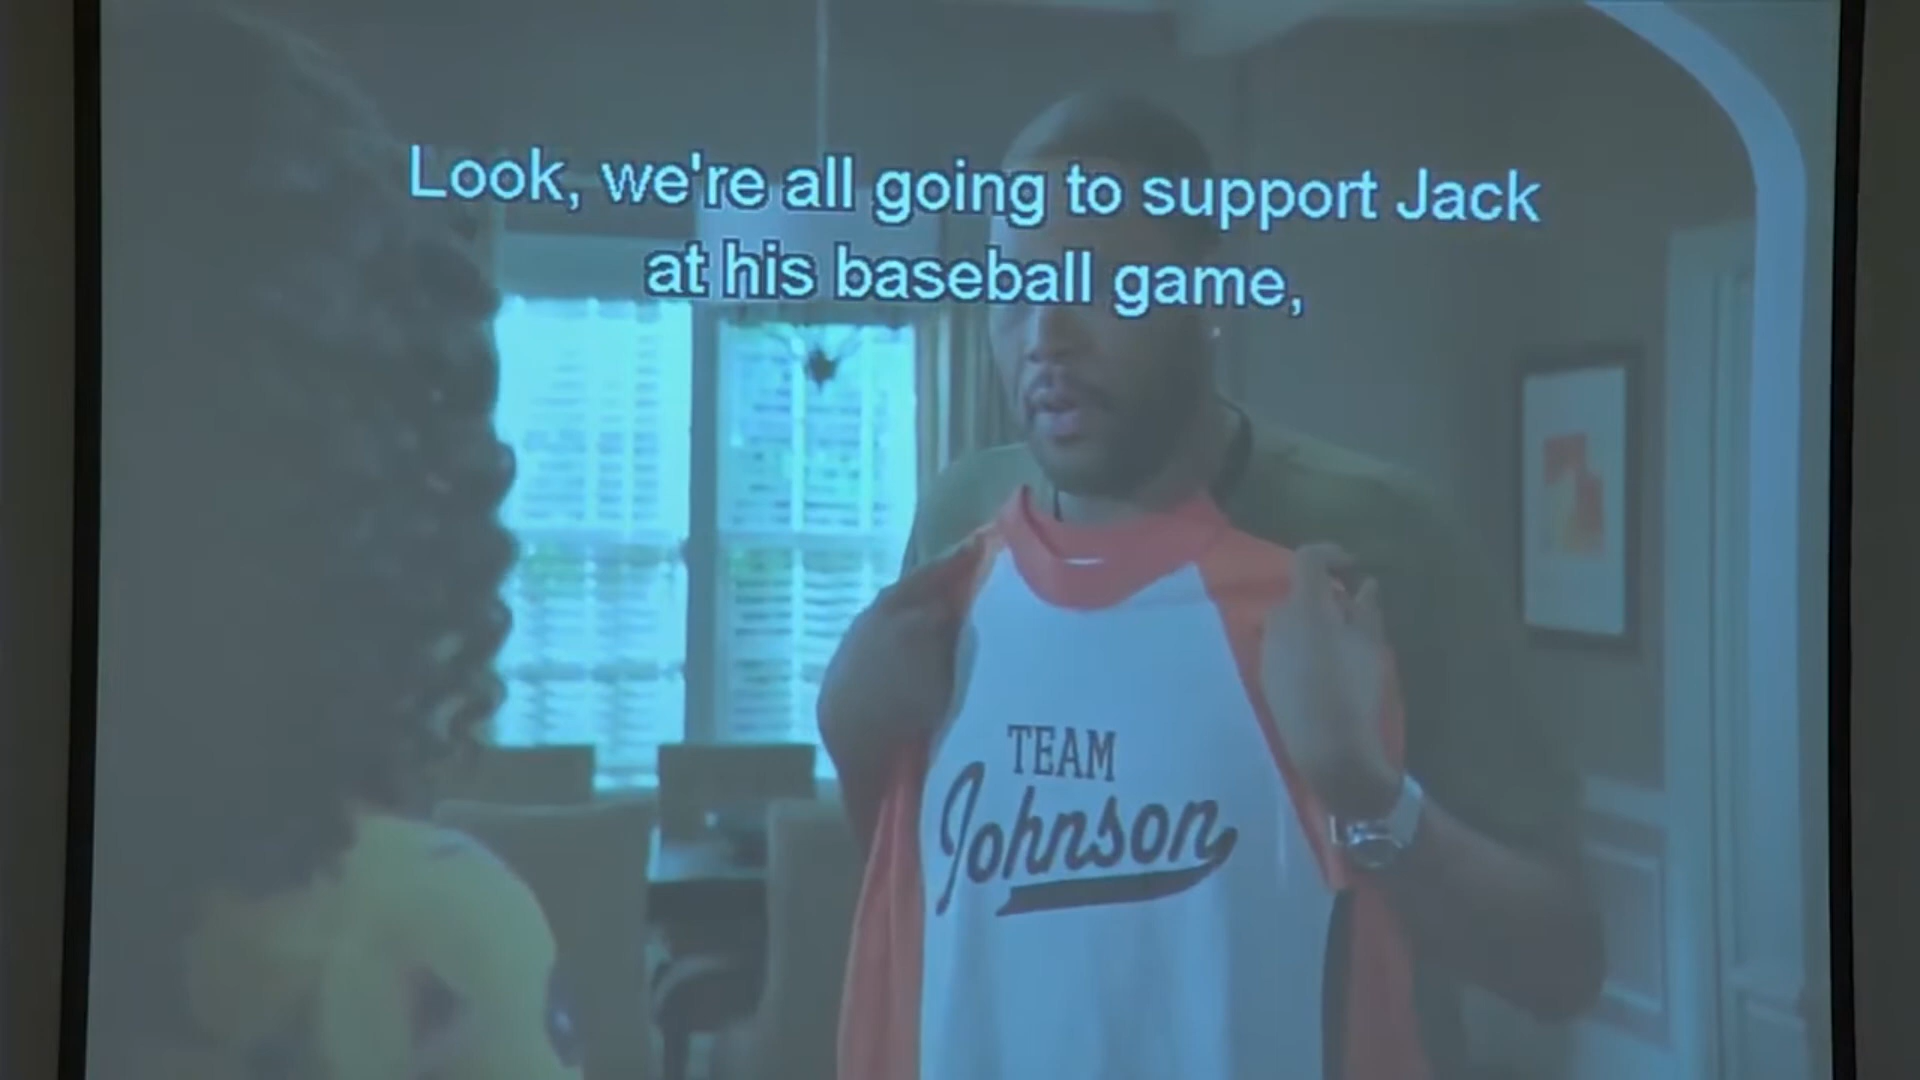 Look, we're all going to support Jack
at his baseball game,
TEAM
Johnson